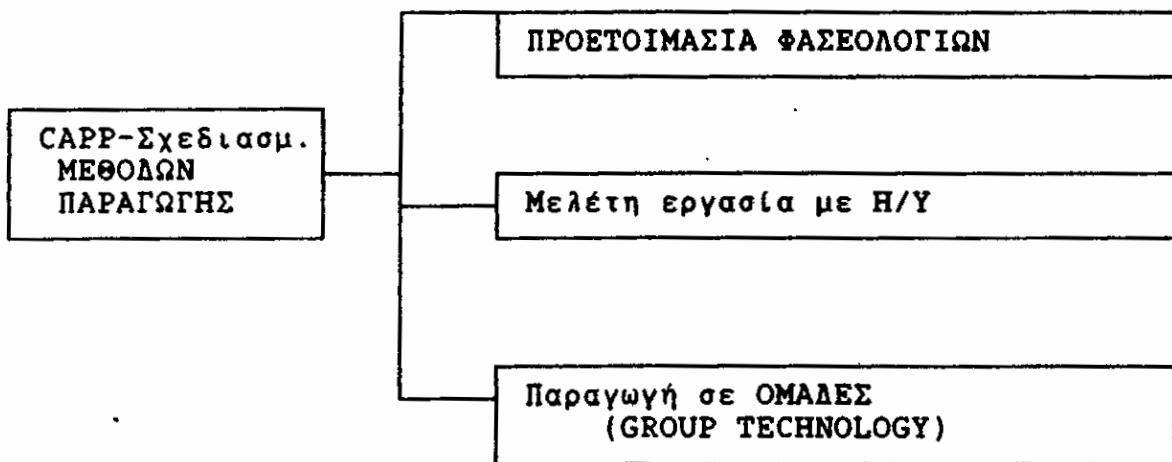 ΠΡΟΕΤΟΙΜΑΣΙΑ ΦΑΣΕΟΛΟΓΙΩΝ
CAPP-Σχεδιασμ.
ΜΕΘΟΔΩΝ
ΠΑΡΑΓΩΓΗΣ
Μελέτη εργασία με Η/Υ
Παραγωγή σε ΟΜΑΔΕΣ
(GROUP TECHNOLOGY)